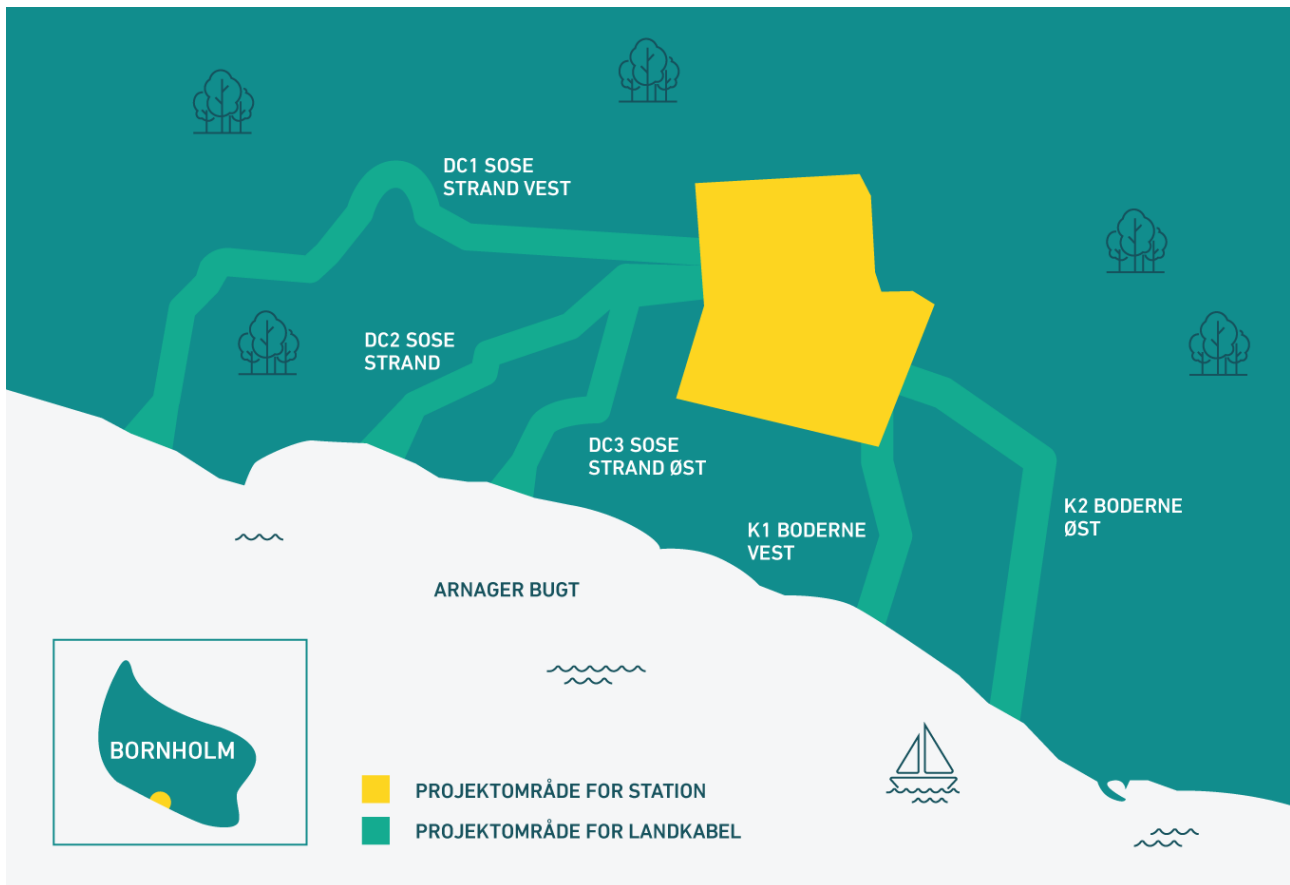 DC1 SOSE
STRAND VEST
DC2 SOSE
STRAND
DC3 SOSE
STRAND ØST
K1 BODERNE
VEST
K2 BODERNE
ØST
ARNAGER BUGT
BORNHOLM
PROJEKTOMRÅDE FOR STATION
PROJEKTOMRÅDE FOR LANDKABEL